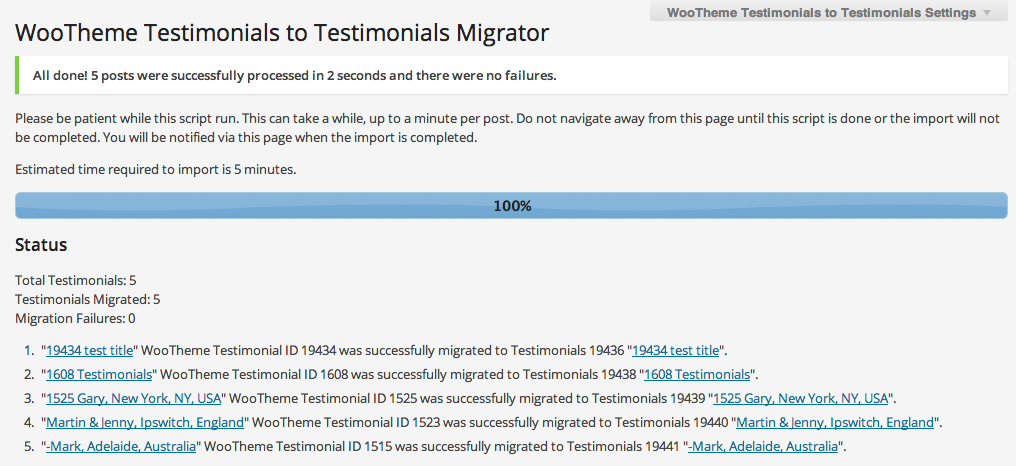 WooTheme Testimonials to Testimonials Settings
WooTheme Testimonials to Testimonials Migrator
All done! 5 posts were successfully processed in 2 seconds and there were no failures.
Please be patient while this script run. This can take a while, up to a minute per post. Do not navigate away from this page until this script is done or the import will not
be completed. You will be notified via this page when the import is completed.
Estimated time required to import is 5 minutes.
100%
Status
Total Testimonials: 5
Testimonials Migrated: 5
Migration Failures: 0
1. "19434 test title" WooTheme Testimonial ID 19434 was successfully migrated to Testimonials 19436 "19434 test title".
2. "1608 Testimonials" WooTheme Testimonial ID 1608 was successfully migrated to Testimonials 19438 "1608 Testimonials".
3. "1525 Gary, New York, NY, USA" WooTheme Testimonial ID 1525 was successfully migrated to Testimonials 19439 "1525 Gary, New York, NY, USA".
4. "Martin & Jenny, Ipswitch, England" WooTheme Testimonial ID 1523 was successfully migrated to Testimonials 19440 "Martin & Jenny, Ipswitch, England".
5. "-Mark, Adelaide, Australia" WooTheme Testimonial ID 1515 was successfully migrated to Testimonials 19441 "-Mark, Adelaide, Australia".